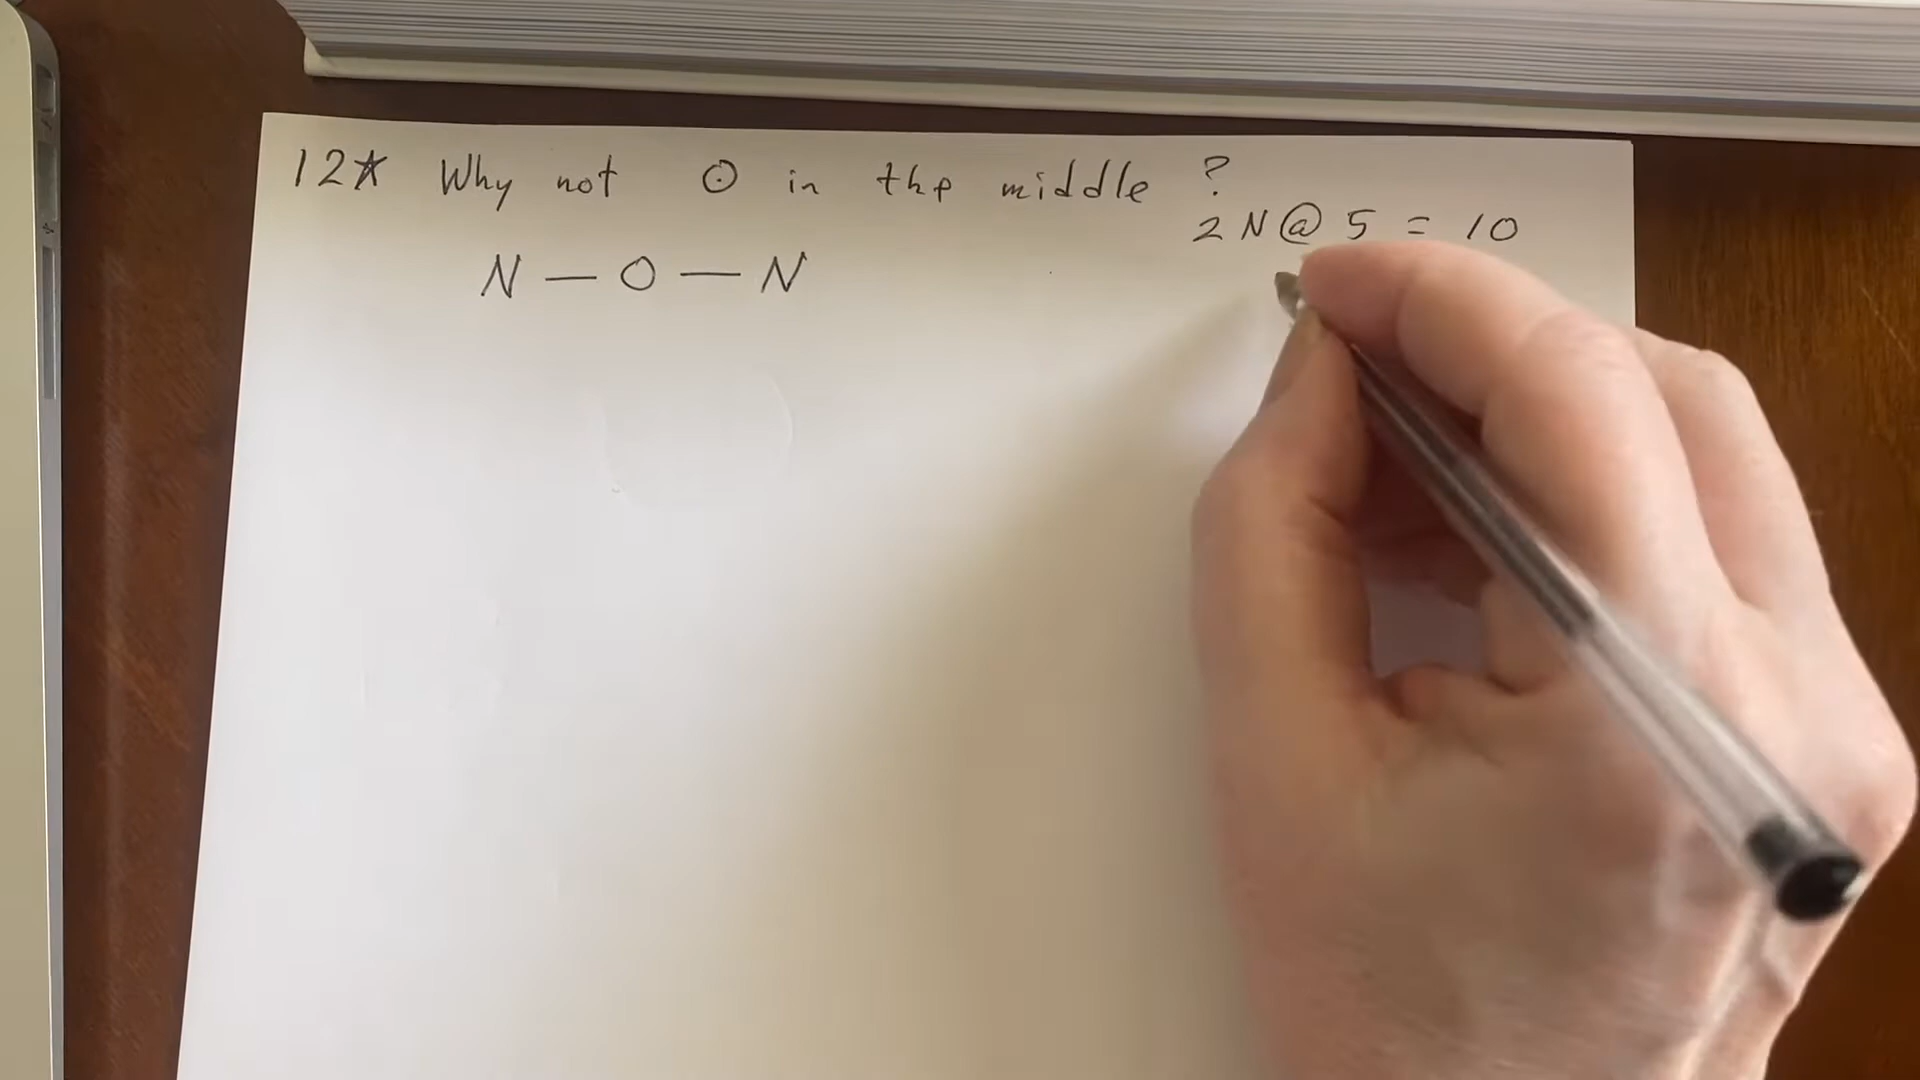 12* Why not O in the middle ?
2 N @ 5 = 10
N — O — N